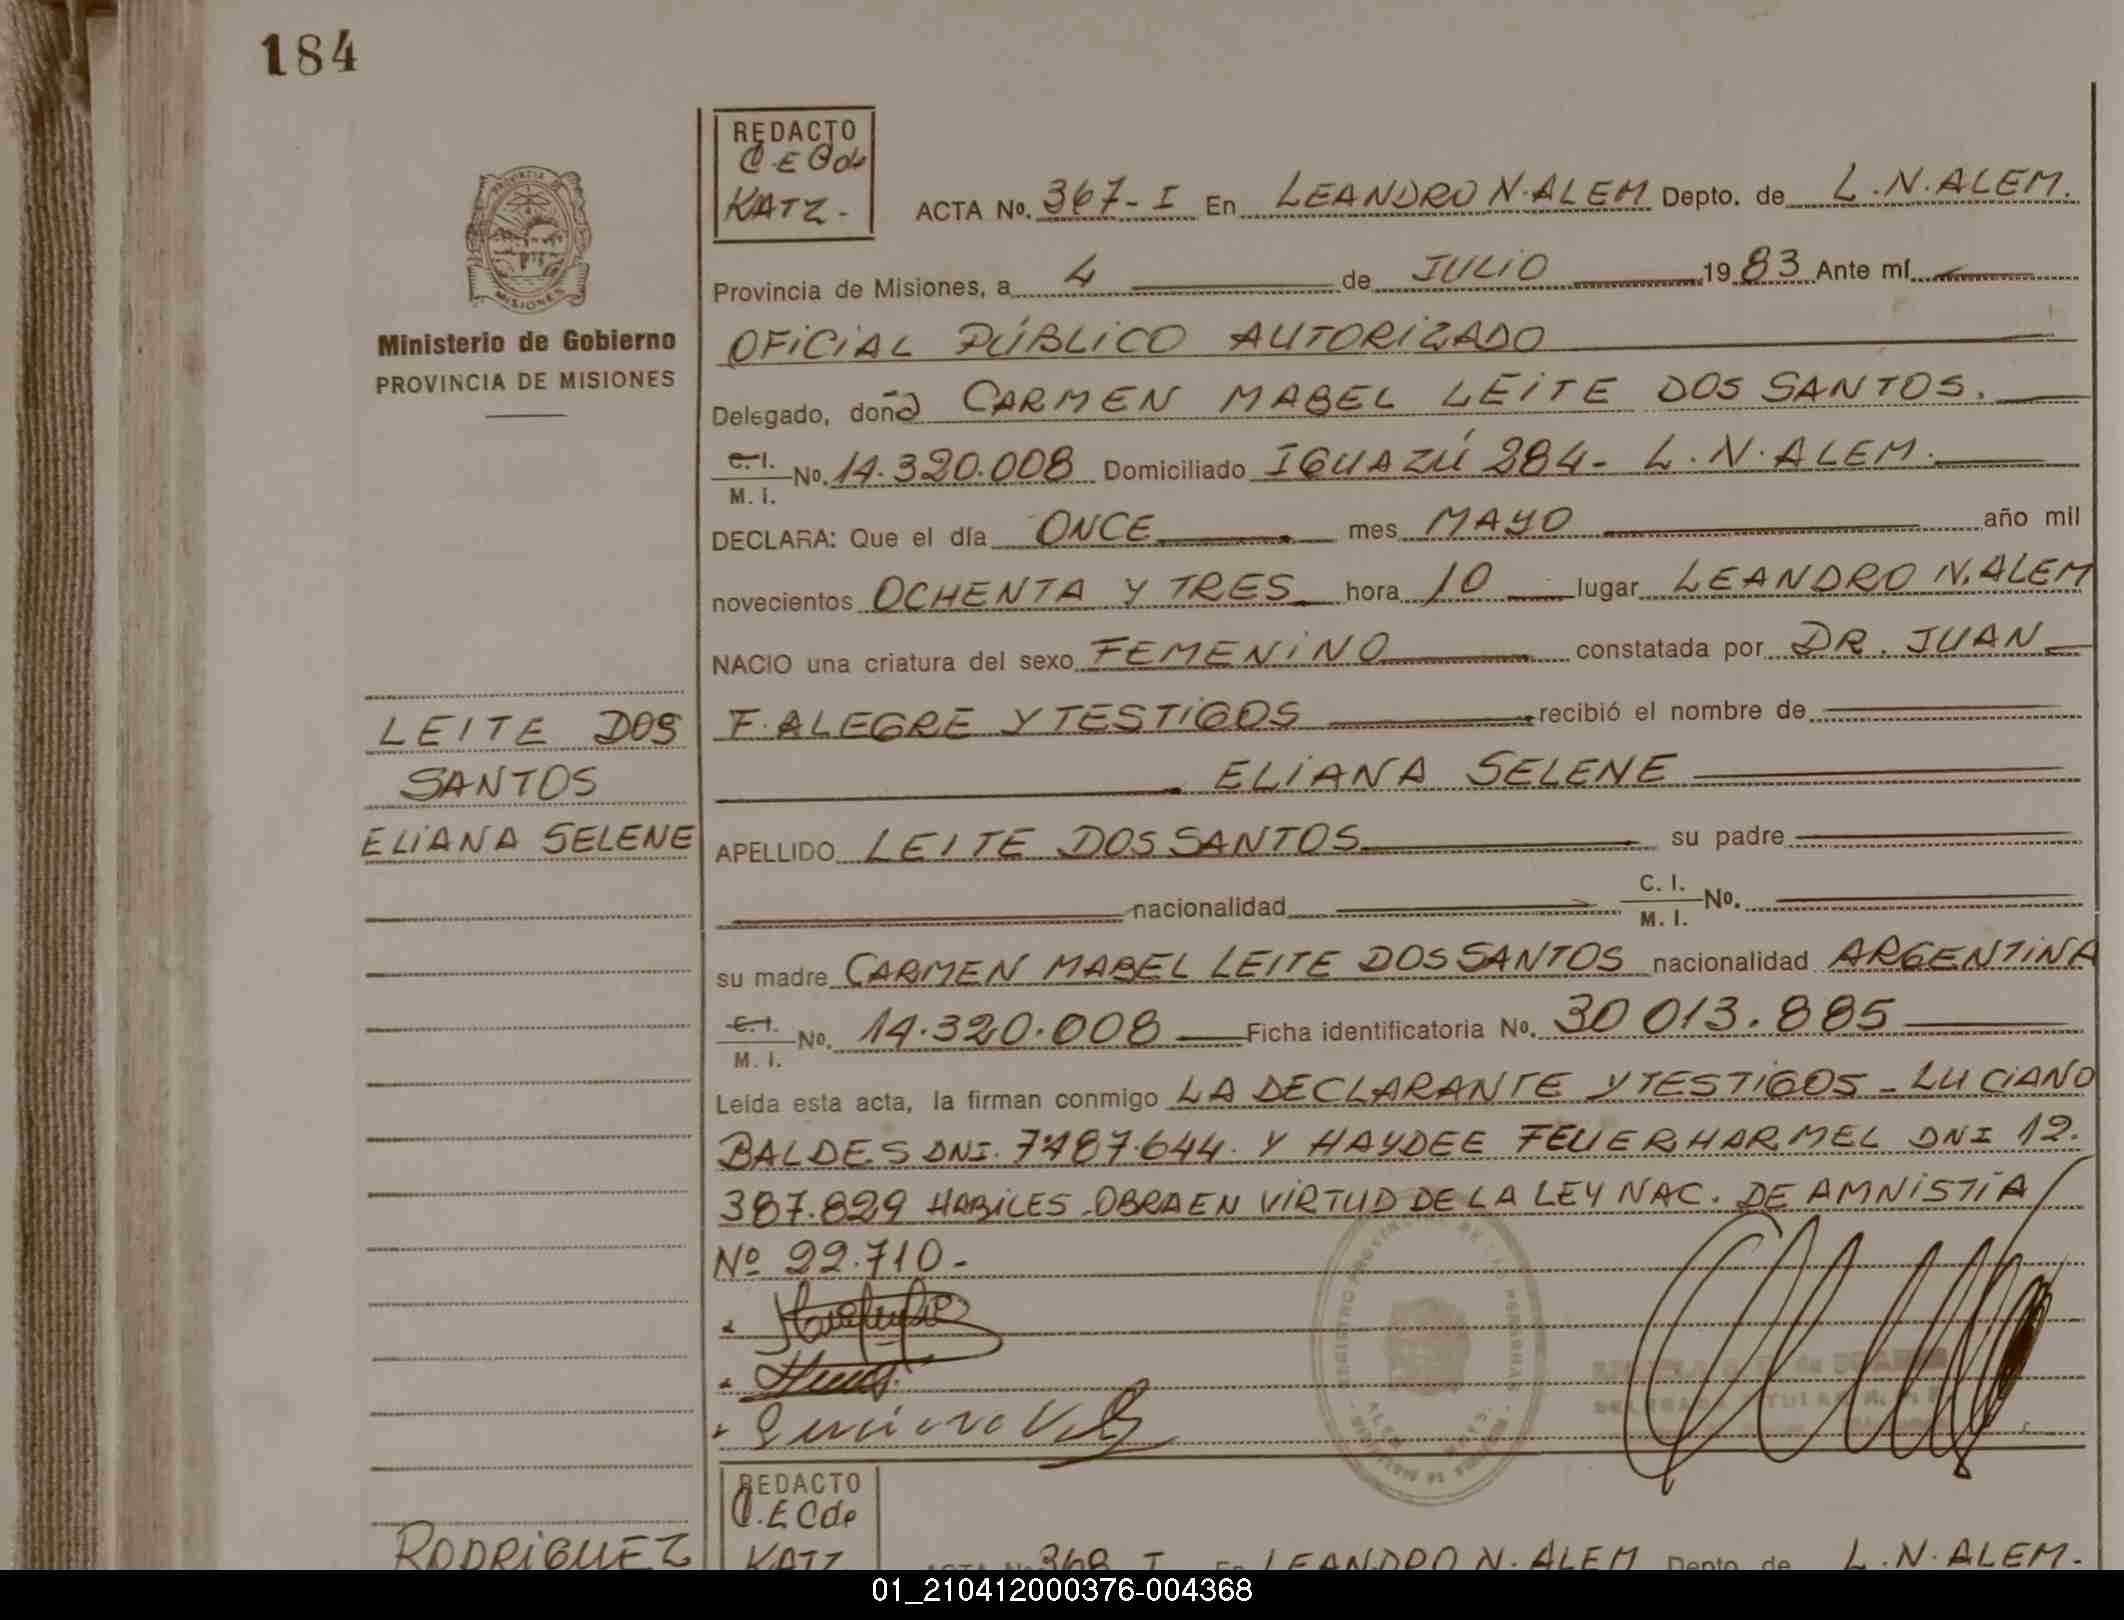 184
REDACTO
C.E.C de
KATZ.-
ACTA No. 367-I En LEANDRO N. ALEM Depto. de L.N. ALEM.
Provincia de Misiones, a 4 de JULIO 1983 Ante mí
OFICIAL PÚBLICO AUTORIZADO
Ministerio de Gobierno
PROVINCIA DE MISIONES
Delegado, doña CARMEN MABEL LEITE DOS SANTOS.
C.I.
M. I. No. 14.320.008 Domiciliado IGUAZÚ 284- L.N. ALEM.
DECLARA: Que el día ONCE mes MAYO año mil
novecientos OCHENTA Y TRES hora 10 lugar LEANDRO N. ALEM
NACIO una criatura del sexo FEMENINO constatada por DR. JUAN
F. ALEGRE Y TESTIGOS recibió el nombre de
ELIANA SELENE
LEITE DOS
SANTOS
ELIANA SELENE
APELLIDO LEITE DOS SANTOS su padre
nacionalidad C. I.
M. I. No.
su madre CARMEN MABEL LEITE DOS SANTOS nacionalidad ARGENTINA
C.I.
M. I. No. 14.320.008 Ficha identificatoria No. 30 013.885
Leída esta acta, la firman conmigo LA DECLARANTE Y TESTIGOS - LUCIANO
BALDES DNI. 7487.644. Y HAYDEE FEUERHARMEL DNI 12.
387.829 HABILES. OBRA EN VIRTUD DE LA LEY NAC. DE AMNISTIA
Nº 22.710-
REDACTO
C.E.C de
KATZ
RODRIGUEZ
ACTA No. 368 I En LEANDRO N. ALEM Depto. de L.N. ALEM.
01_210412000376-004368